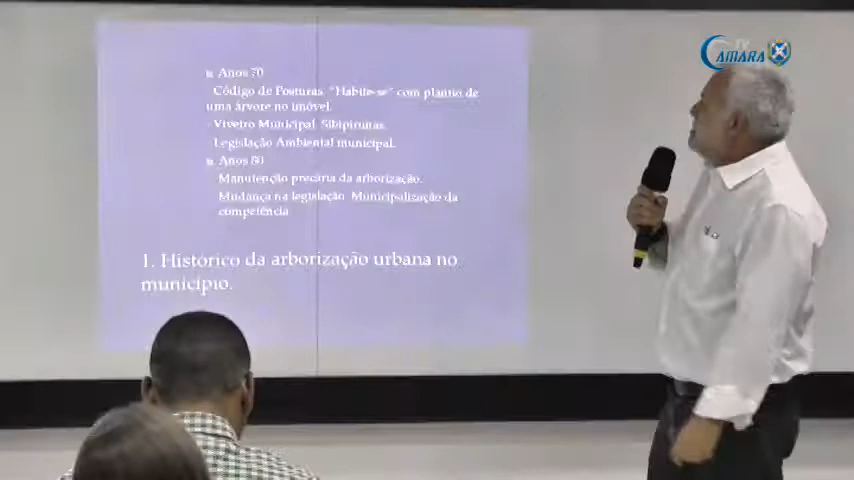 TV
CAMARA
Anos 70
Código de Posturas. "Habite-se" com plantio de
uma árvore no imóvel.
Viveiro Municipal. Sibipirunas.
Legislação Ambiental municipal.
Anos 80
Manutenção precária da arborização.
Mudança na legislação. Municipalização da
competência
1. Histórico da arborização urbana no
município.